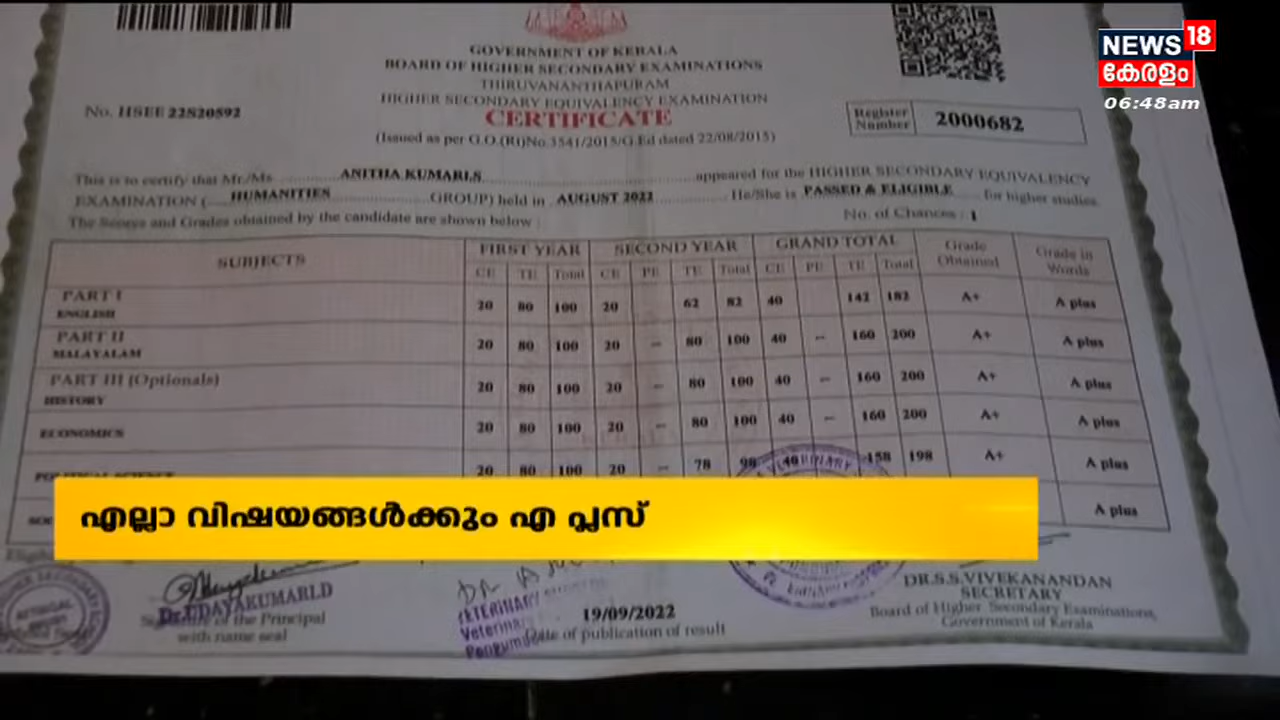 NEWS 18
കേരളം
06:48am
GOVERNMENT OF KERALA
BOARD OF HIGHER SECONDARY EXAMINATIONS
THIRUVANANTHAPURAM
HIGHER SECONDARY EQUIVALENCY EXAMINATION
No. HSEE 22820592
CERTIFICATE
Register Number 2000682
(Issued as per G.O.(Rt)No.3541/2015/G.Ed dated 22/08/2015)
This is to certify that Mr./Ms ANITHA KUMARI.S appeared for the HIGHER SECONDARY EQUIVALENCY
EXAMINATION ( HUMANITIES GROUP) held in AUGUST 2022 He/She is PASSED & ELIGIBLE for higher studies.
The Scores and Grades obtained by the candidate are shown below :
No. of Chances : 1
SUBJECTS FIRST YEAR SECOND YEAR GRAND TOTAL Grade Obtained Grade in Words
CE TE Total CE PE TE Total CE PE TE Total
PART I
ENGLISH 20 80 100 20 62 82 40 142 182 A+ A plus
PART II
MALAYALAM 20 80 100 20 -- 80 100 40 -- 160 200 A+ A plus
PART III (Optionals)
HISTORY 20 80 100 20 -- 80 100 40 -- 160 200 A+ A plus
ECONOMICS 20 80 100 20 -- 80 100 40 -- 160 200 A+ A plus
20 80 100 20 -- 78 98 40 158 198 A+ A plus
A plus
എല്ലാ വിഷയങ്ങൾക്കും എ പ്ലസ്
Dr.UDAYAKUMARI.D
Signature of the Principal
with name seal
19/09/2022
Date of publication of result
DR.S.S.VIVEKANANDAN
SECRETARY
Board of Higher Secondary Examinations,
Government of Kerala